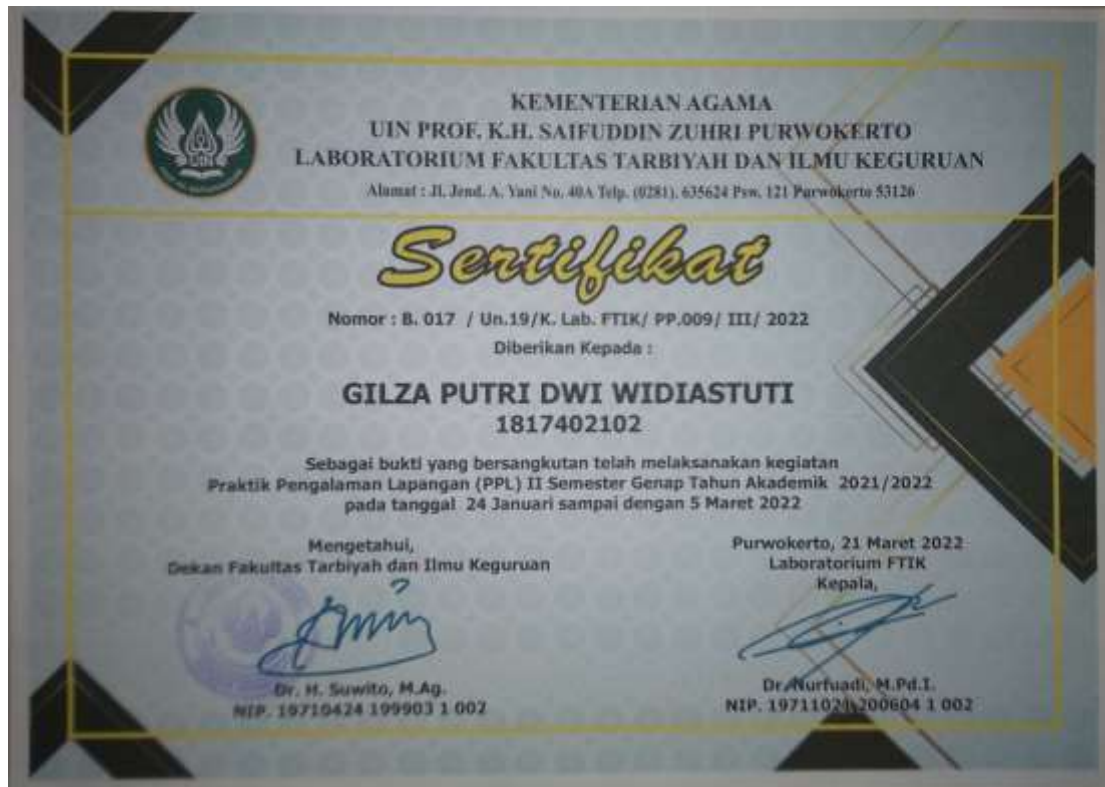 KEMENTERIAN AGAMA
UIN PROF. K.H. SAIFUDDIN ZUHRI PURWOKERTO
LABORATORIUM FAKULTAS TARBIYAH DAN ILMU KEGURUAN
Alamat : Jl. Jend. A. Yani No. 40A Telp. (0281). 635624 Psw. 121 Purwokerto 53126
Sertifikat
Nomor : B. 017 / Un.19/K. Lab. FTIK/ PP.009/ III/ 2022
Diberikan Kepada :
GILZA PUTRI DWI WIDIASTUTI
1817402102
Sebagai bukti yang bersangkutan telah melaksanakan kegiatan
Praktik Pengalaman Lapangan (PPL) II Semester Genap Tahun Akademik 2021/2022
pada tanggal 24 Januari sampai dengan 5 Maret 2022
Mengetahui,
Dekan Fakultas Tarbiyah dan Ilmu Keguruan
Dr. H. Suwito, M.Ag.
NIP. 19710424 199903 1 002
Purwokerto, 21 Maret 2022
Laboratorium FTIK
Kepala,
Dr. Nurfuadi, M.Pd.I.
NIP. 19711021 200604 1 002